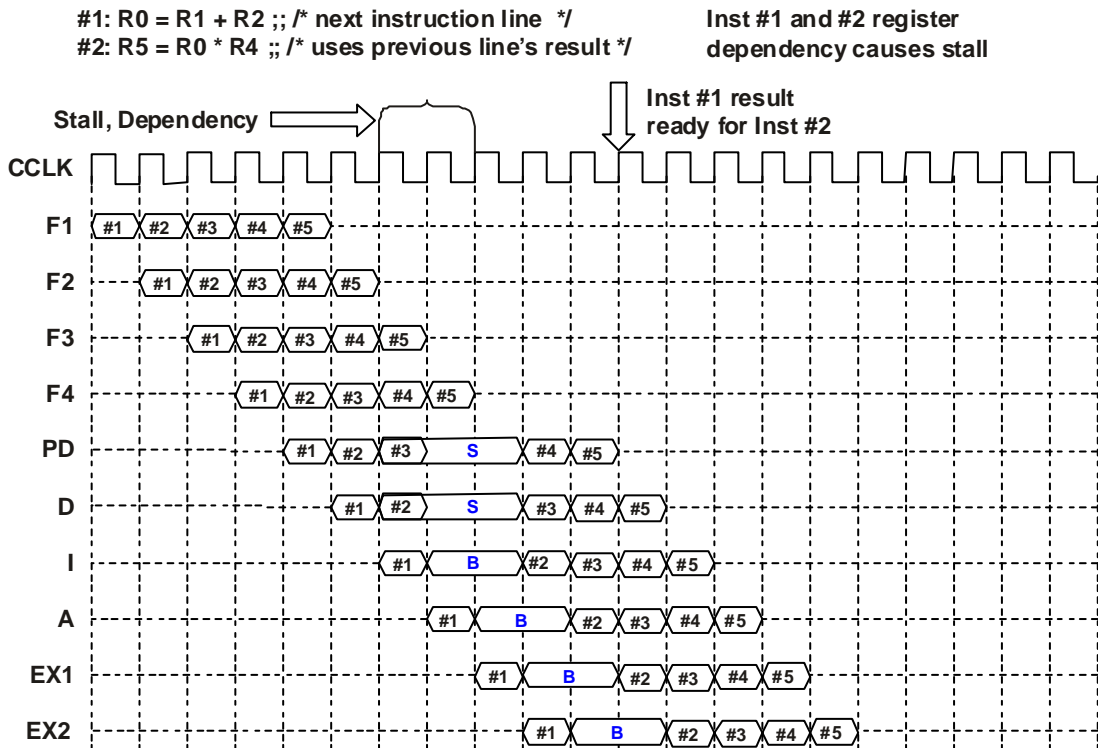 #1: R0 = R1 + R2 ;; /* next instruction line */
#2: R5 = R0 * R4 ;; /* uses previous line's result */
Inst #1 and #2 register
dependency causes stall
Stall, Dependency
Inst #1 result
ready for Inst #2
CCLK
F1 #1 #2 #3 #4 #5
F2 #1 #2 #3 #4 #5
F3 #1 #2 #3 #4 #5
F4 #1 #2 #3 #4 #5
PD #1 #2 #3 S #4 #5
D #1 #2 S #3 #4 #5
I #1 B #2 #3 #4 #5
A #1 B #2 #3 #4 #5
EX1 #1 B #2 #3 #4 #5
EX2 #1 B #2 #3 #4 #5